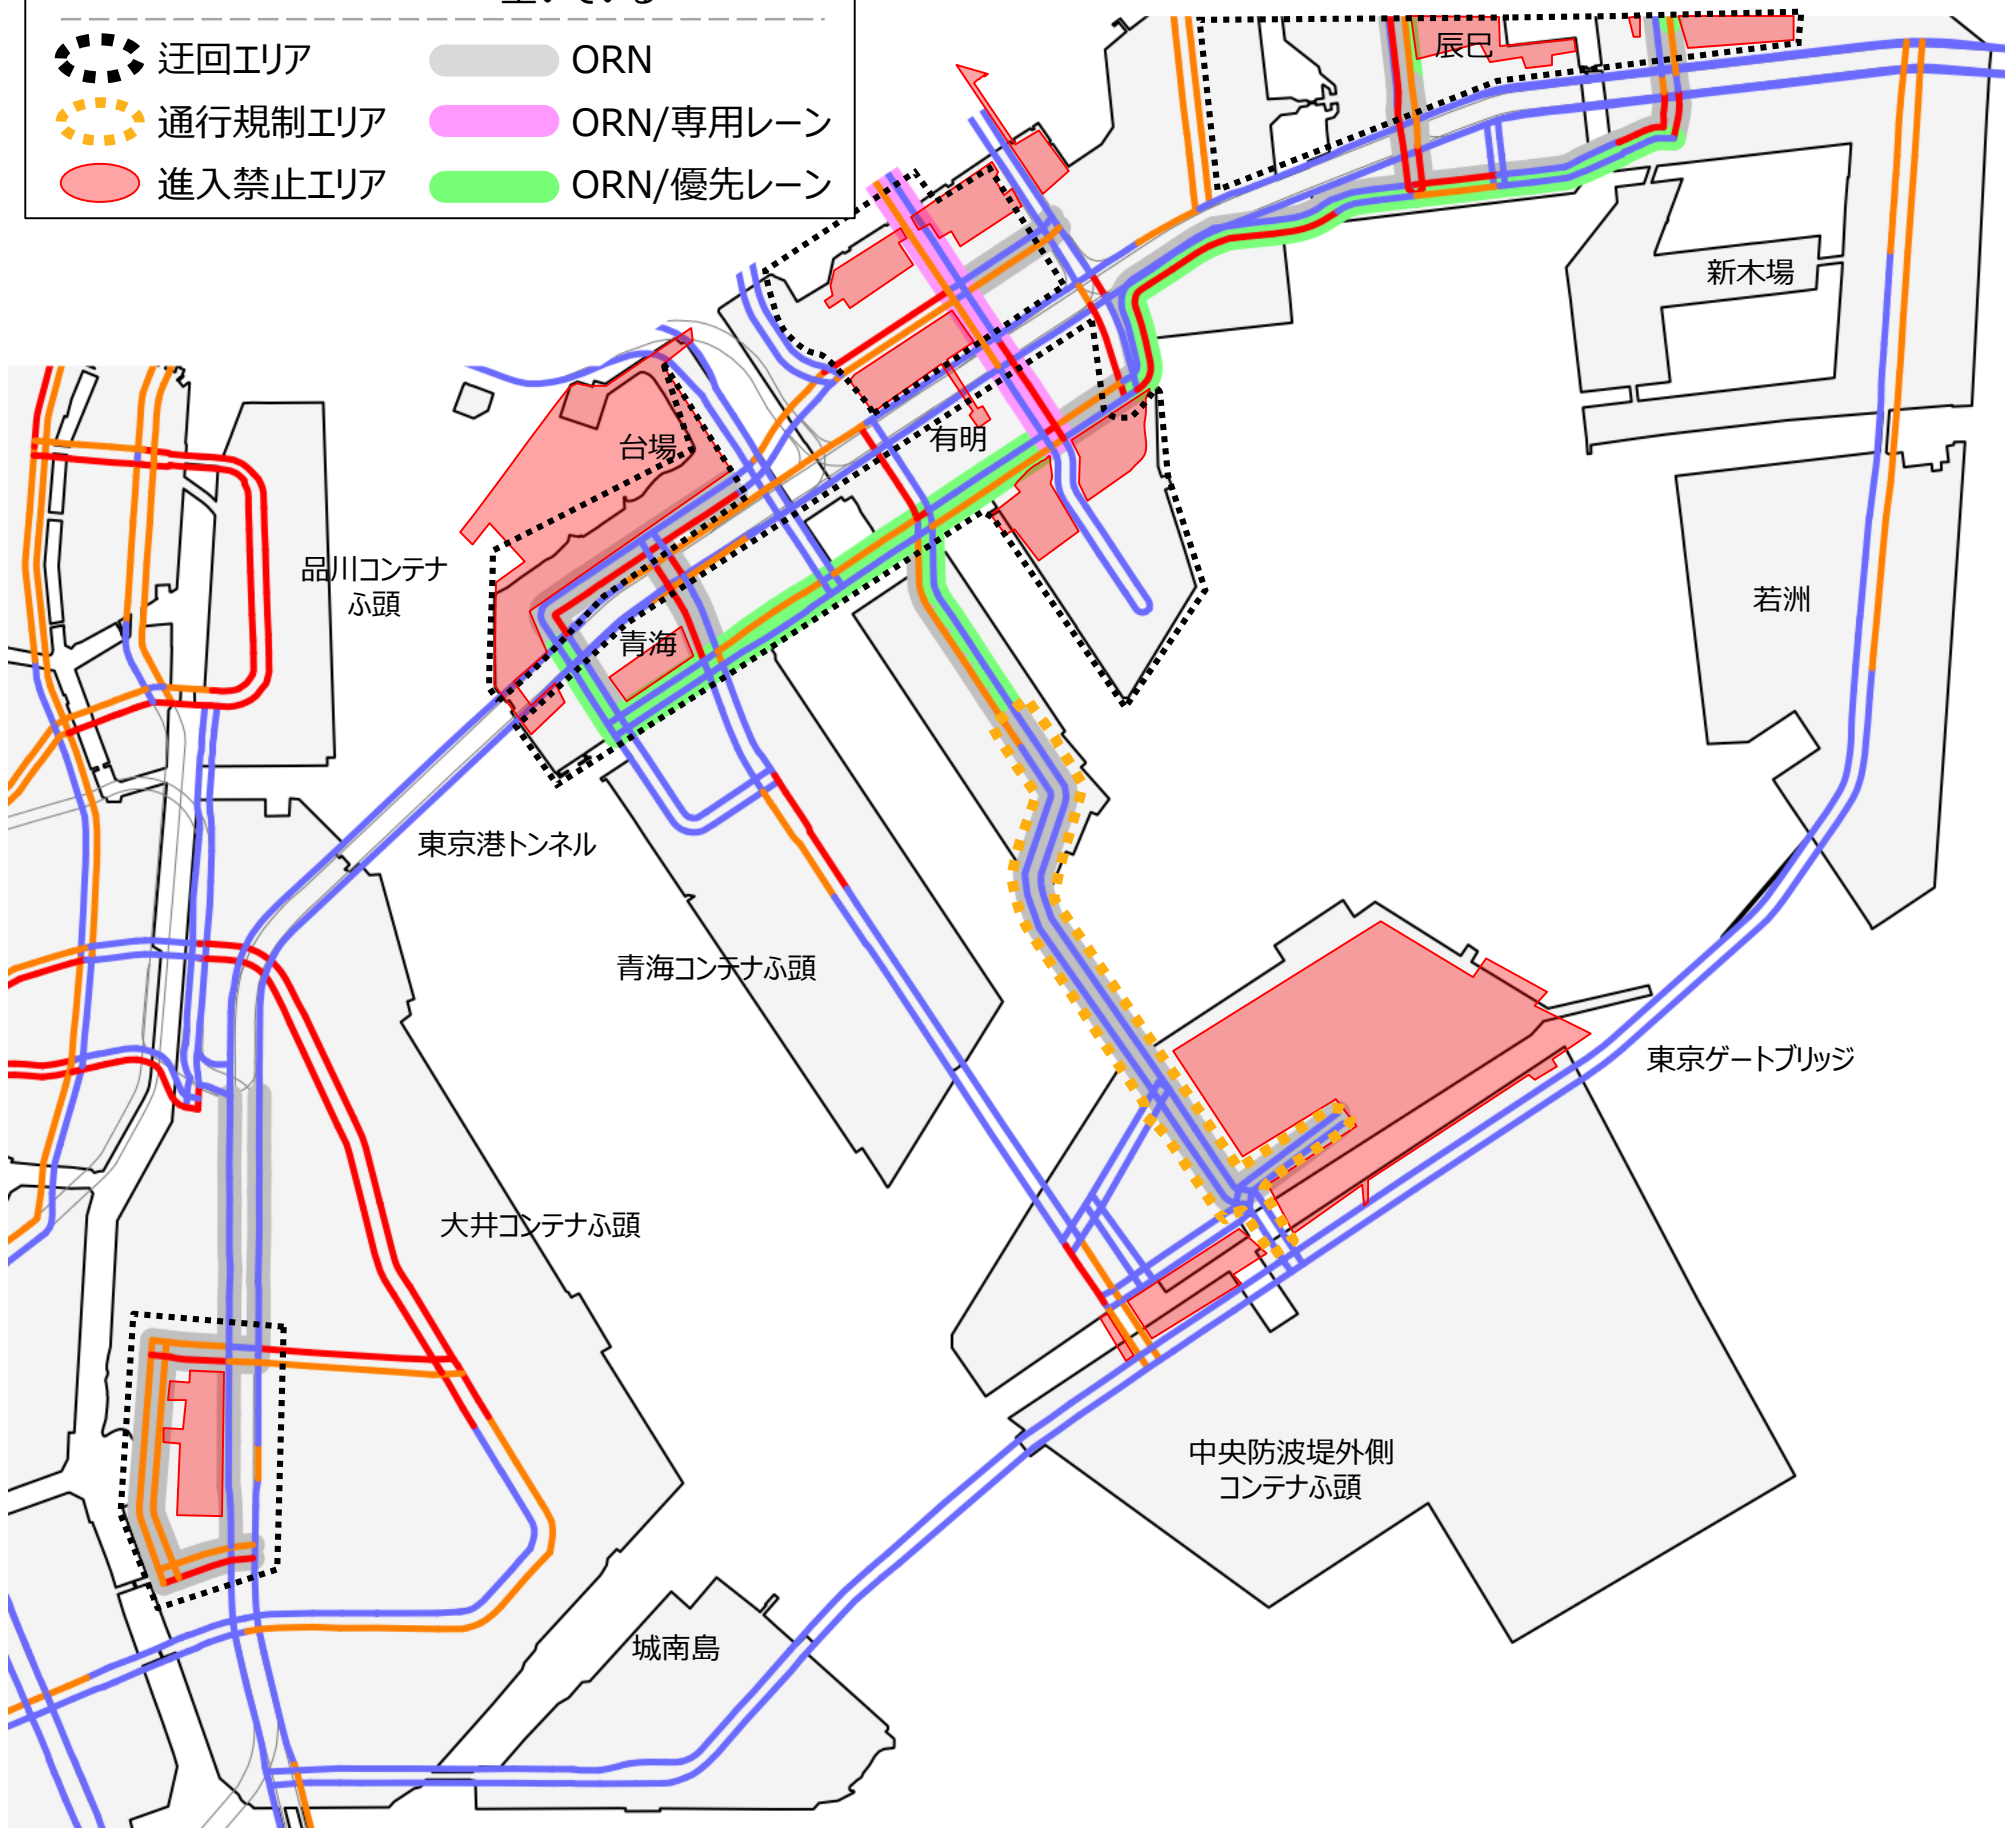 空いている
迂回エリア
ORN
通行規制エリア
ORN/専用レーン
進入禁止エリア
ORN/優先レーン
辰巳
新木場
有明
台場
品川コンテナ
ふ頭
青海
若洲
東京港トンネル
青海コンテナふ頭
東京ゲートブリッジ
大井コンテナふ頭
中央防波堤外側
コンテナふ頭
城南島